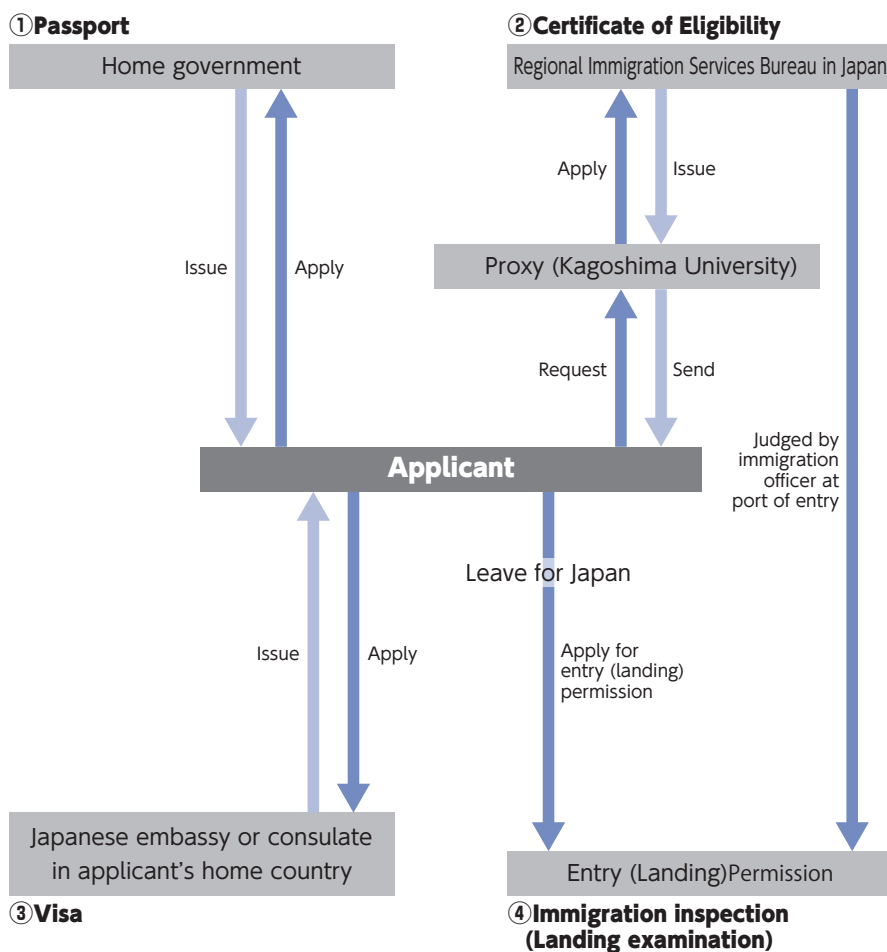 ①Passport
Home government
Issue
Apply
②Certificate of Eligibility
Regional Immigration Services Bureau in Japan
Apply
Issue
Proxy (Kagoshima University)
Request
Send
Judged by
immigration
officer at
port of entry
Applicant
Issue
Apply
Leave for Japan
Apply for
entry (landing)
permission
Japanese embassy or consulate
in applicant's home country
③Visa
Entry (Landing)Permission
④Immigration inspection
(Landing examination)